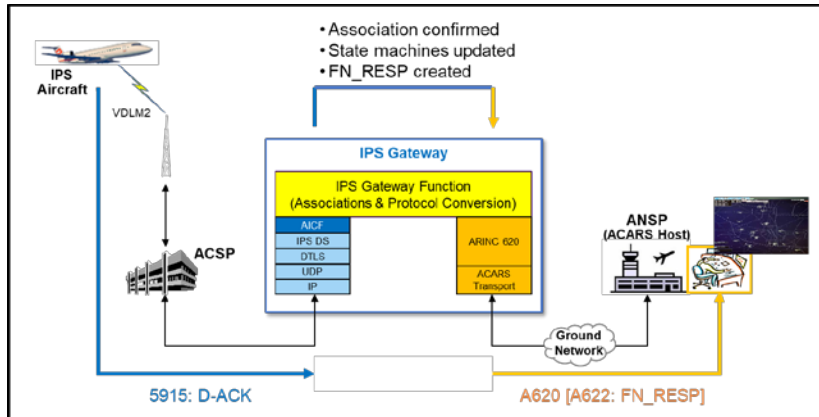 • Association confirmed
• State machines updated
• FN_RESP created
IPS
Aircraft
VDLM2
IPS Gateway
IPS Gateway Function
(Associations & Protocol Conversion)
AICF
IPS DS
DTLS
UDP
IP
ARINC 620
ACARS
Transport
ACSP
ANSP
(ACARS Host)
Ground
Network
5915: D-ACK
A620 [A622: FN_RESP]